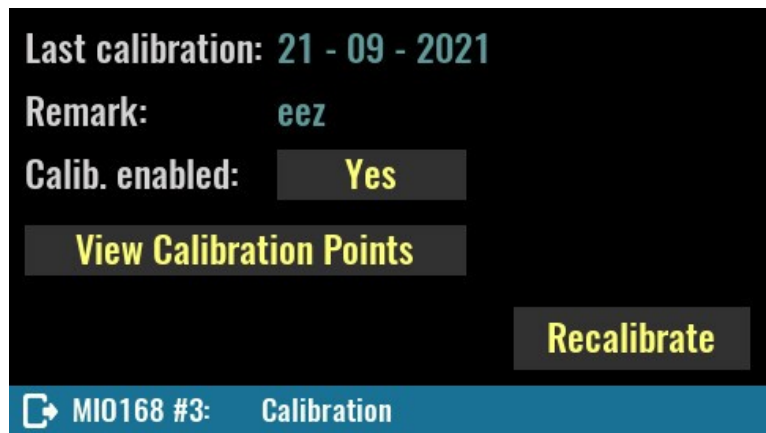 Last calibration: 21 - 09 - 2021
Remark: eez
Calib. enabled: Yes
View Calibration Points
Recalibrate
MIO168 #3: Calibration